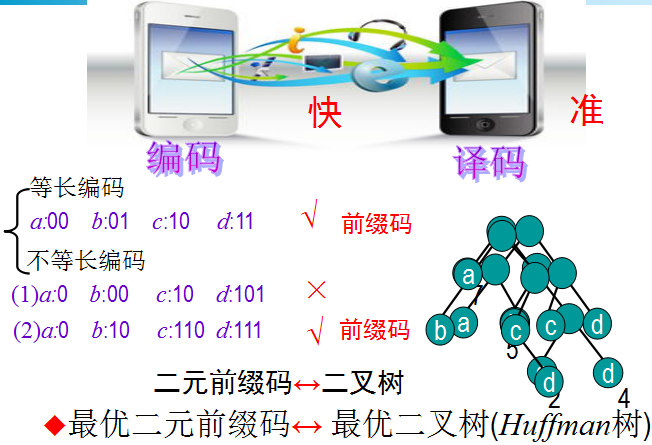 快 准
编码 译码
等长编码
a:00 b:01 c:10 d:11 √ 前缀码
不等长编码
(1)a:0 b:00 c:10 d:101 ×
(2)a:0 b:10 c:110 d:111 √ 前缀码
a
b a c c d
5
d d
2 4
二元前缀码↔二叉树
◆最优二元前缀码↔ 最优二叉树(Huffman树)